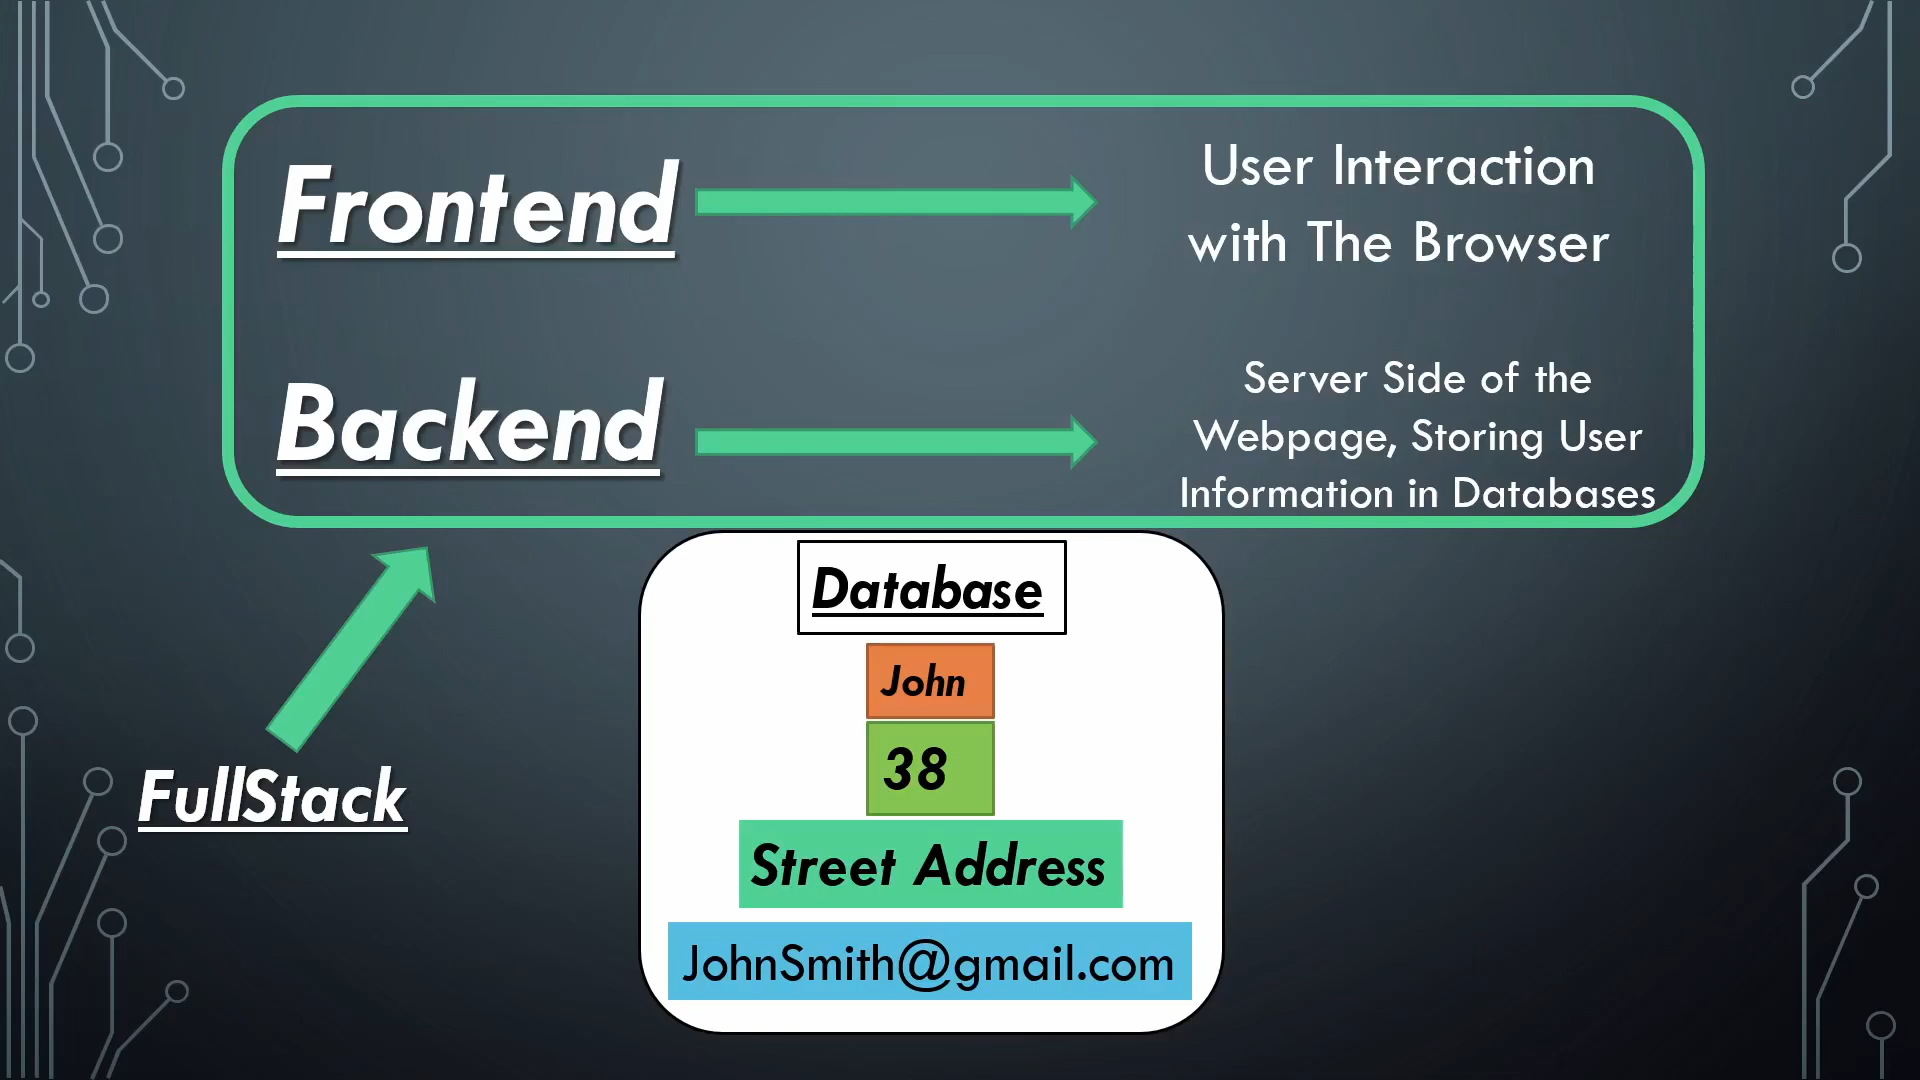 Frontend
User Interaction
with The Browser
Backend
Server Side of the
Webpage, Storing User
Information in Databases
FullStack
Database
John
38
Street Address
JohnSmith@gmail.com